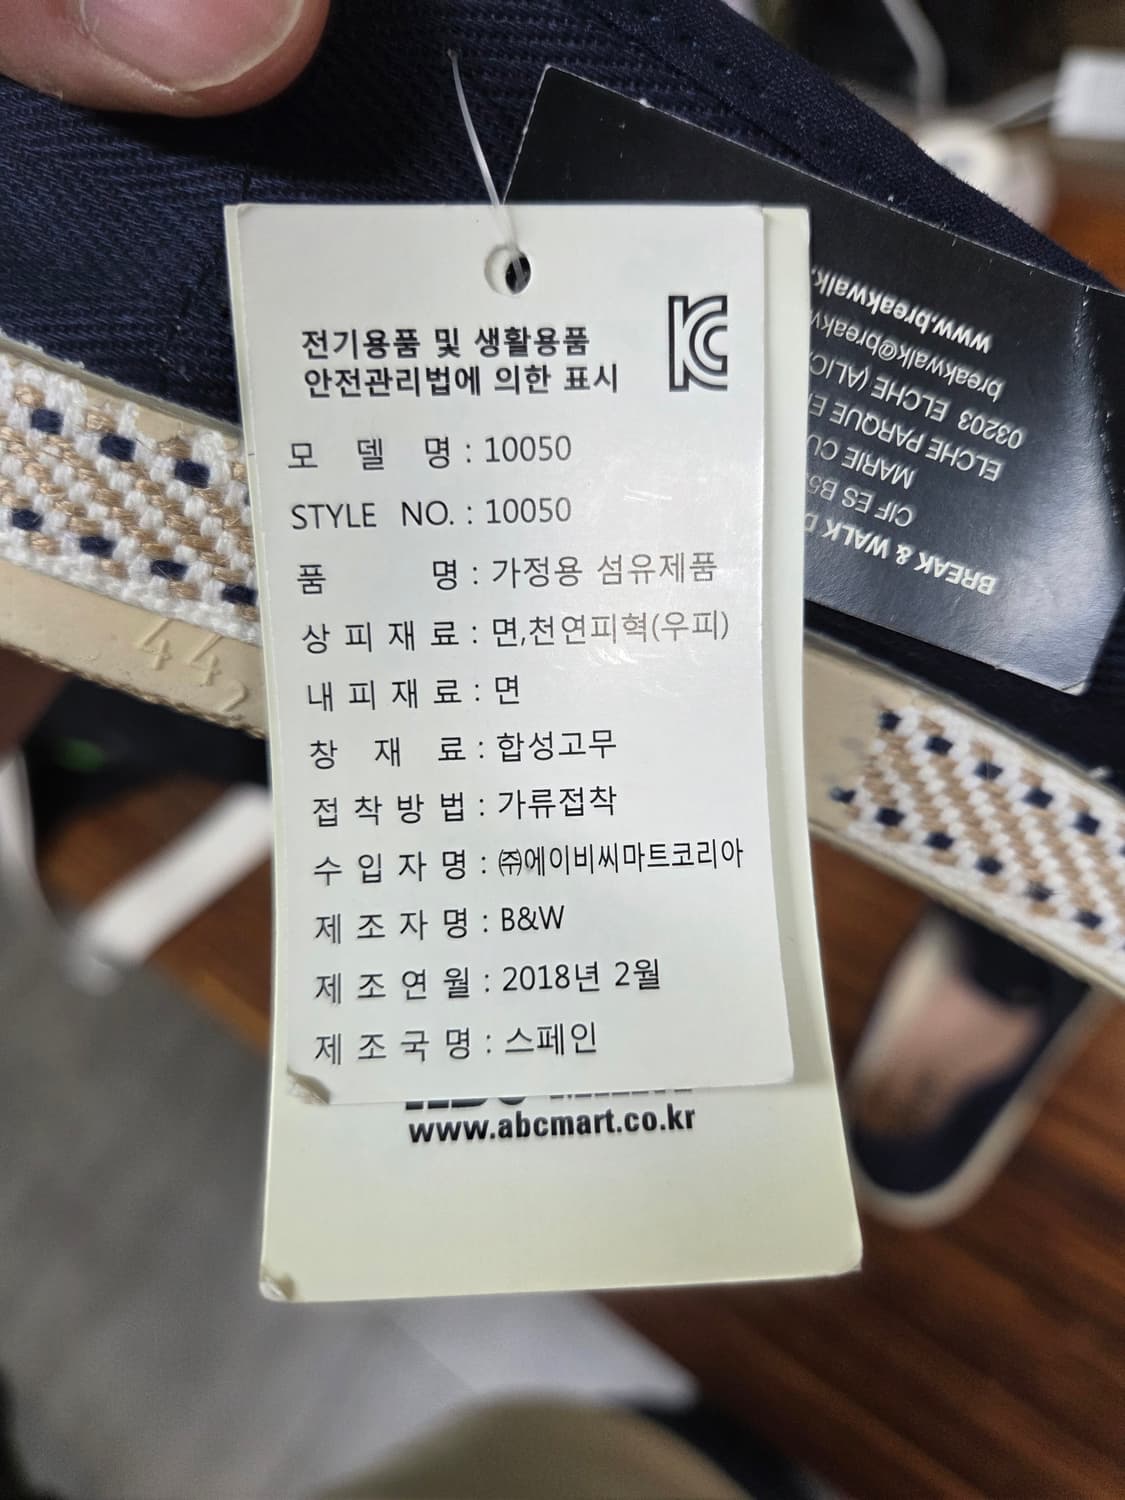 전기용품 및 생활용품
안전관리법에 의한 표시
모 델 명 : 10050
STYLE NO. : 10050
품 명 : 가정용 섬유제품
상 피 재 료 : 면,천연피혁(우피)
내 피 재 료 : 면
창 재 료 : 합성고무
접 착 방 법 : 가류접착
수 입 자 명 : ㈜에이비씨마트코리아
제 조 자 명 : B&W
제 조 연 월 : 2018년 2월
제 조 국 명 : 스페인
www.abcmart.co.kr
BREAK & WALK
CIF ES
MARIE
ELCHE PARQUE
03203 ELCHE
breakwalk@
www.breakwalk.